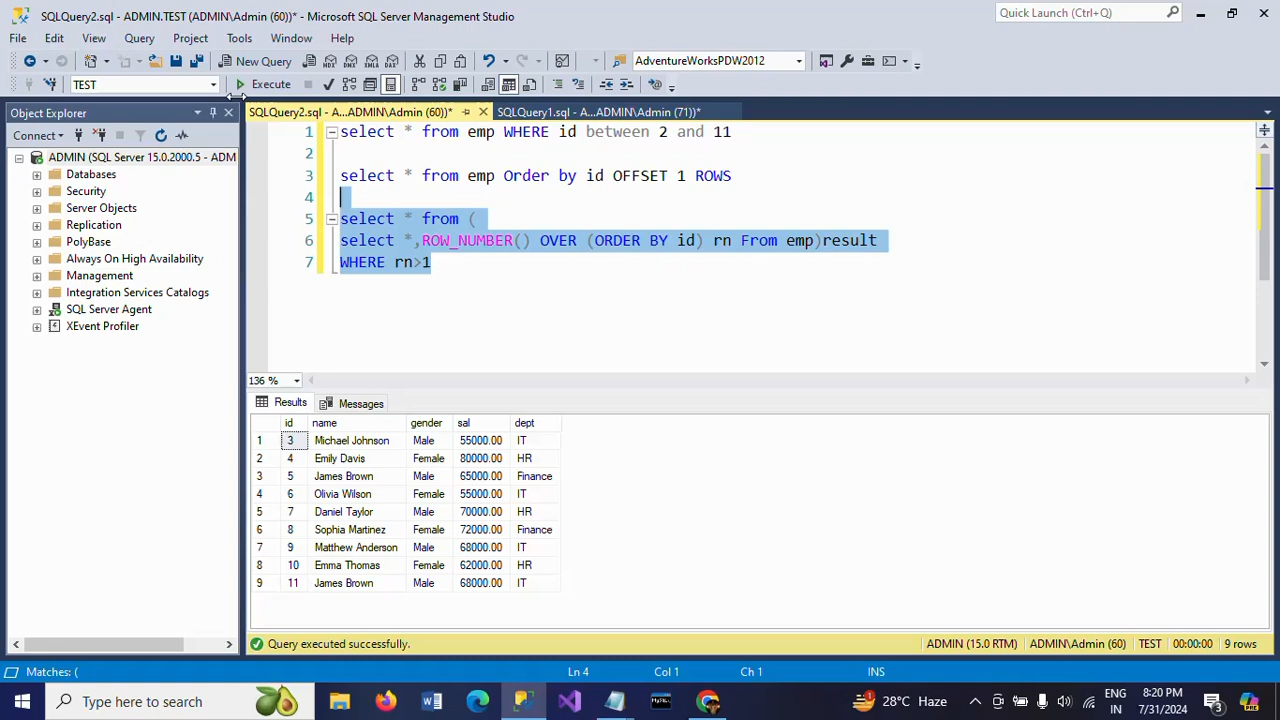 SQLQuery2.sql - ADMIN.TEST (ADMIN\Admin (60))* - Microsoft SQL Server Management Studio
Quick Launch (Ctrl+Q)
File Edit View Query Project Tools Window Help
New Query
MDX DMX XMLA DAX
AdventureWorksPDW2012
TEST
Execute
Object Explorer
SQLQuery2.sql - A...ADMIN\Admin (60))*
SQLQuery1.sql - A...ADMIN\Admin (71))*
Connect
ADMIN (SQL Server 15.0.2000.5 - ADM
Databases
Security
Server Objects
Replication
PolyBase
Always On High Availability
Management
Integration Services Catalogs
SQL Server Agent
XEvent Profiler
1 select * from emp WHERE id between 2 and 11
2
3 select * from emp Order by id OFFSET 1 ROWS
4
5 select * from (
6 select *,ROW_NUMBER() OVER (ORDER BY id) rn From emp)result
7 WHERE rn>1
136 %
Results Messages
id name gender sal dept
1 3 Michael Johnson Male 55000.00 IT
2 4 Emily Davis Female 80000.00 HR
3 5 James Brown Male 65000.00 Finance
4 6 Olivia Wilson Female 55000.00 IT
5 7 Daniel Taylor Male 70000.00 HR
6 8 Sophia Martinez Female 72000.00 Finance
7 9 Matthew Anderson Male 68000.00 IT
8 10 Emma Thomas Female 62000.00 HR
9 11 James Brown Male 68000.00 IT
Query executed successfully.
ADMIN (15.0 RTM) ADMIN\Admin (60) TEST 00:00:00 9 rows
Matches: (
Ln 4 Col 1 Ch 1 INS
Type here to search
28°C Haze
ENG
IN
8:20 PM
7/31/2024
3